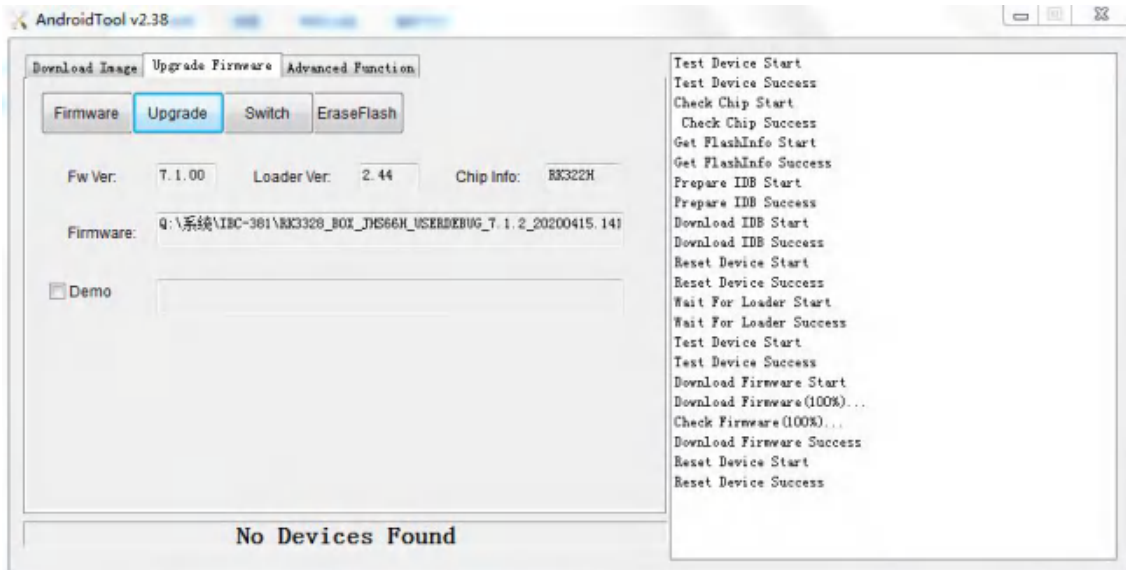 AndroidTool v2.38
Download Image Upgrade Firmware Advanced Function
Firmware Upgrade Switch EraseFlash
Fw Ver: 7.1.00 Loader Ver: 2.44 Chip Info: RK322H
Firmware: Q:\系统\IBC-381\RK3328_BOX_JHS66H_USERDEBUG_7.1.2_20200415.141
Demo
No Devices Found
Test Device Start
Test Device Success
Check Chip Start
Check Chip Success
Get FlashInfo Start
Get FlashInfo Success
Prepare IDB Start
Prepare IDB Success
Download IDB Start
Download IDB Success
Reset Device Start
Reset Device Success
Wait For Loader Start
Wait For Loader Success
Test Device Start
Test Device Success
Download Firmware Start
Download Firmware(100%)...
Check Firmware(100%)...
Download Firmware Success
Reset Device Start
Reset Device Success